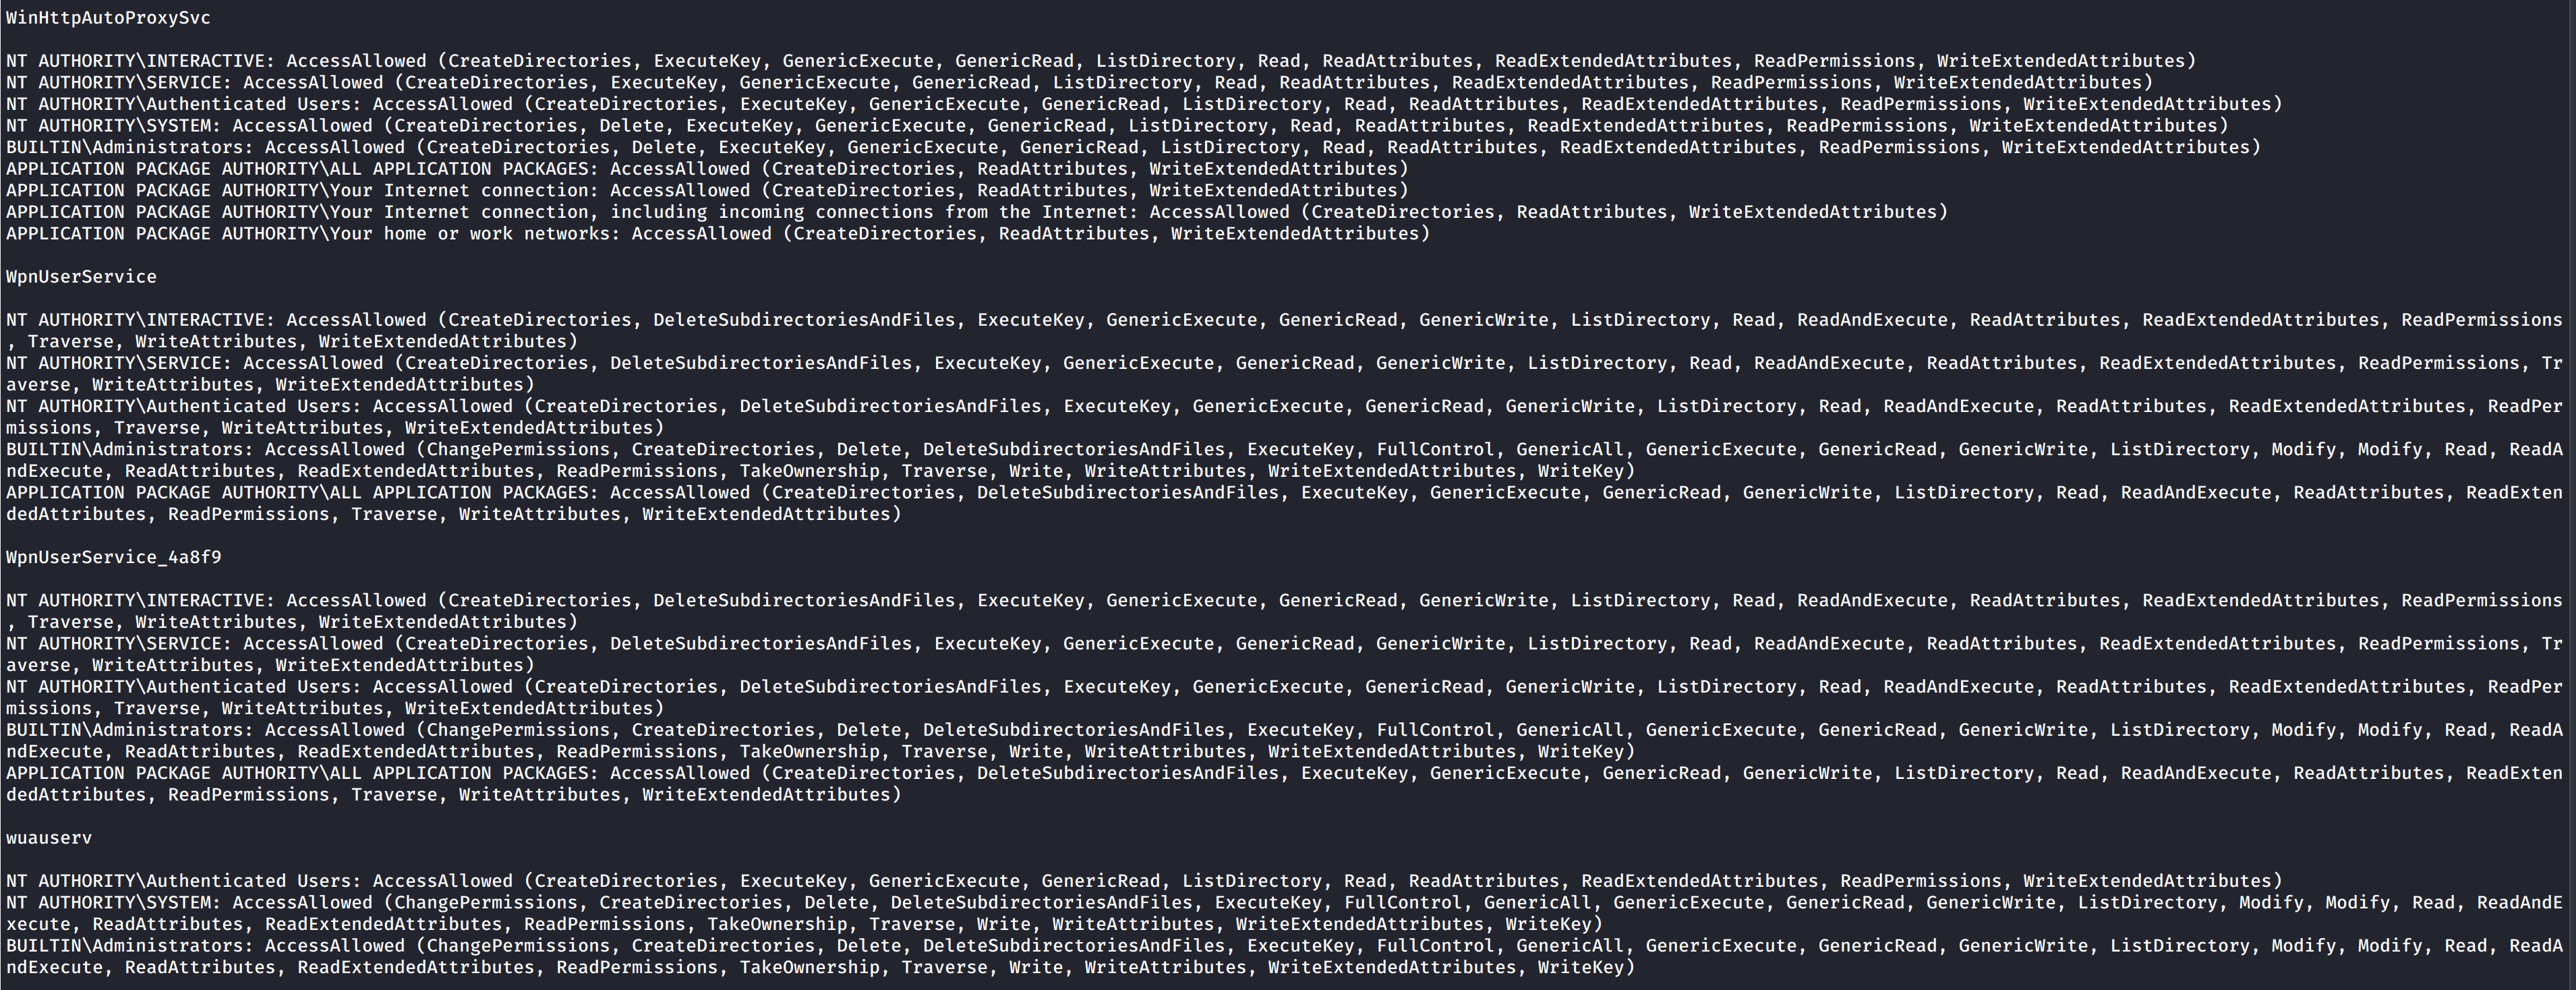 WinHttpAutoProxySvc
NT AUTHORITY\INTERACTIVE: AccessAllowed (CreateDirectories, ExecuteKey, GenericExecute, GenericRead, ListDirectory, Read, ReadAttributes, ReadExtendedAttributes, ReadPermissions, WriteExtendedAttributes)
NT AUTHORITY\SERVICE: AccessAllowed (CreateDirectories, ExecuteKey, GenericExecute, GenericRead, ListDirectory, Read, ReadAttributes, ReadExtendedAttributes, ReadPermissions, WriteExtendedAttributes)
NT AUTHORITY\Authenticated Users: AccessAllowed (CreateDirectories, ExecuteKey, GenericExecute, GenericRead, ListDirectory, Read, ReadAttributes, ReadExtendedAttributes, ReadPermissions, WriteExtendedAttributes)
NT AUTHORITY\SYSTEM: AccessAllowed (CreateDirectories, Delete, ExecuteKey, GenericExecute, GenericRead, ListDirectory, Read, ReadAttributes, ReadExtendedAttributes, ReadPermissions, WriteExtendedAttributes)
BUILTIN\Administrators: AccessAllowed (CreateDirectories, Delete, ExecuteKey, GenericExecute, GenericRead, ListDirectory, Read, ReadAttributes, ReadExtendedAttributes, ReadPermissions, WriteExtendedAttributes)
APPLICATION PACKAGE AUTHORITY\ALL APPLICATION PACKAGES: AccessAllowed (CreateDirectories, ReadAttributes, WriteExtendedAttributes)
APPLICATION PACKAGE AUTHORITY\Your Internet connection: AccessAllowed (CreateDirectories, ReadAttributes, WriteExtendedAttributes)
APPLICATION PACKAGE AUTHORITY\Your Internet connection, including incoming connections from the Internet: AccessAllowed (CreateDirectories, ReadAttributes, WriteExtendedAttributes)
APPLICATION PACKAGE AUTHORITY\Your home or work networks: AccessAllowed (CreateDirectories, ReadAttributes, WriteExtendedAttributes)
WpnUserService
NT AUTHORITY\INTERACTIVE: AccessAllowed (CreateDirectories, DeleteSubdirectoriesAndFiles, ExecuteKey, GenericExecute, GenericRead, GenericWrite, ListDirectory, Read, ReadAndExecute, ReadAttributes, ReadExtendedAttributes, ReadPermissions
, Traverse, WriteAttributes, WriteExtendedAttributes)
NT AUTHORITY\SERVICE: AccessAllowed (CreateDirectories, DeleteSubdirectoriesAndFiles, ExecuteKey, GenericExecute, GenericRead, GenericWrite, ListDirectory, Read, ReadAndExecute, ReadAttributes, ReadExtendedAttributes, ReadPermissions, Tr
averse, WriteAttributes, WriteExtendedAttributes)
NT AUTHORITY\Authenticated Users: AccessAllowed (CreateDirectories, DeleteSubdirectoriesAndFiles, ExecuteKey, GenericExecute, GenericRead, GenericWrite, ListDirectory, Read, ReadAndExecute, ReadAttributes, ReadExtendedAttributes, ReadPer
missions, Traverse, WriteAttributes, WriteExtendedAttributes)
BUILTIN\Administrators: AccessAllowed (ChangePermissions, CreateDirectories, Delete, DeleteSubdirectoriesAndFiles, ExecuteKey, FullControl, GenericAll, GenericExecute, GenericRead, GenericWrite, ListDirectory, Modify, Modify, Read, ReadA
ndExecute, ReadAttributes, ReadExtendedAttributes, ReadPermissions, TakeOwnership, Traverse, Write, WriteAttributes, WriteExtendedAttributes, WriteKey)
APPLICATION PACKAGE AUTHORITY\ALL APPLICATION PACKAGES: AccessAllowed (CreateDirectories, DeleteSubdirectoriesAndFiles, ExecuteKey, GenericExecute, GenericRead, GenericWrite, ListDirectory, Read, ReadAndExecute, ReadAttributes, ReadExten
dedAttributes, ReadPermissions, Traverse, WriteAttributes, WriteExtendedAttributes)
WpnUserService_4a8f9
NT AUTHORITY\INTERACTIVE: AccessAllowed (CreateDirectories, DeleteSubdirectoriesAndFiles, ExecuteKey, GenericExecute, GenericRead, GenericWrite, ListDirectory, Read, ReadAndExecute, ReadAttributes, ReadExtendedAttributes, ReadPermissions
, Traverse, WriteAttributes, WriteExtendedAttributes)
NT AUTHORITY\SERVICE: AccessAllowed (CreateDirectories, DeleteSubdirectoriesAndFiles, ExecuteKey, GenericExecute, GenericRead, GenericWrite, ListDirectory, Read, ReadAndExecute, ReadAttributes, ReadExtendedAttributes, ReadPermissions, Tr
averse, WriteAttributes, WriteExtendedAttributes)
NT AUTHORITY\Authenticated Users: AccessAllowed (CreateDirectories, DeleteSubdirectoriesAndFiles, ExecuteKey, GenericExecute, GenericRead, GenericWrite, ListDirectory, Read, ReadAndExecute, ReadAttributes, ReadExtendedAttributes, ReadPer
missions, Traverse, WriteAttributes, WriteExtendedAttributes)
BUILTIN\Administrators: AccessAllowed (ChangePermissions, CreateDirectories, Delete, DeleteSubdirectoriesAndFiles, ExecuteKey, FullControl, GenericAll, GenericExecute, GenericRead, GenericWrite, ListDirectory, Modify, Modify, Read, ReadA
ndExecute, ReadAttributes, ReadExtendedAttributes, ReadPermissions, TakeOwnership, Traverse, Write, WriteAttributes, WriteExtendedAttributes, WriteKey)
APPLICATION PACKAGE AUTHORITY\ALL APPLICATION PACKAGES: AccessAllowed (CreateDirectories, DeleteSubdirectoriesAndFiles, ExecuteKey, GenericExecute, GenericRead, GenericWrite, ListDirectory, Read, ReadAndExecute, ReadAttributes, ReadExten
dedAttributes, ReadPermissions, Traverse, WriteAttributes, WriteExtendedAttributes)
wuauserv
NT AUTHORITY\Authenticated Users: AccessAllowed (CreateDirectories, ExecuteKey, GenericExecute, GenericRead, ListDirectory, Read, ReadAttributes, ReadExtendedAttributes, ReadPermissions, WriteExtendedAttributes)
NT AUTHORITY\SYSTEM: AccessAllowed (ChangePermissions, CreateDirectories, Delete, DeleteSubdirectoriesAndFiles, ExecuteKey, FullControl, GenericAll, GenericExecute, GenericRead, GenericWrite, ListDirectory, Modify, Modify, Read, ReadAndE
xecute, ReadAttributes, ReadExtendedAttributes, ReadPermissions, TakeOwnership, Traverse, Write, WriteAttributes, WriteExtendedAttributes, WriteKey)
BUILTIN\Administrators: AccessAllowed (ChangePermissions, CreateDirectories, Delete, DeleteSubdirectoriesAndFiles, ExecuteKey, FullControl, GenericAll, GenericExecute, GenericRead, GenericWrite, ListDirectory, Modify, Modify, Read, ReadA
ndExecute, ReadAttributes, ReadExtendedAttributes, ReadPermissions, TakeOwnership, Traverse, Write, WriteAttributes, WriteExtendedAttributes, WriteKey)